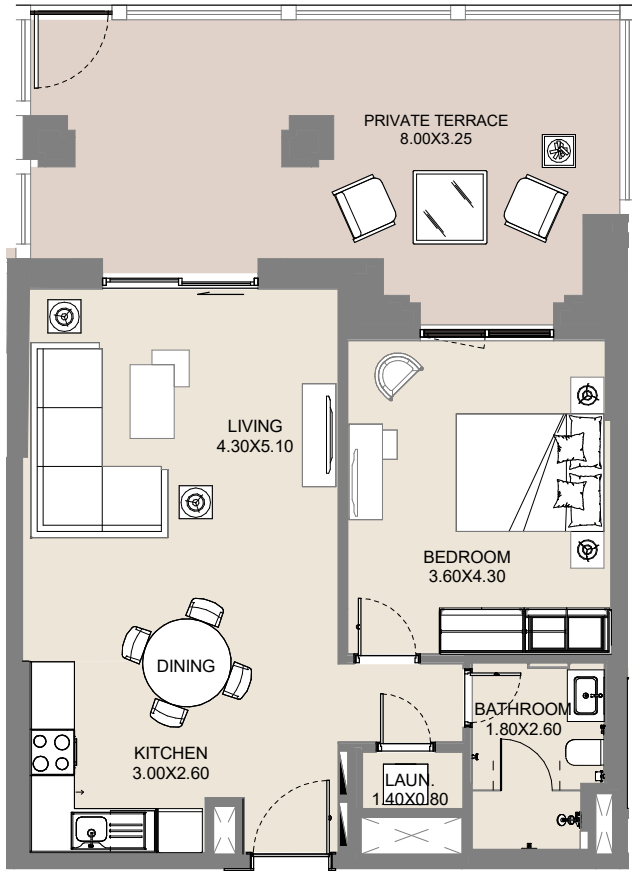 PRIVATE TERRACE
8.00X3.25
LIVING
4.30X5.10
BEDROOM
3.60X4.30
DINING
BATHROOM
1.80X2.60
KITCHEN
3.00X2.60
LAUN.
1.40X0.80